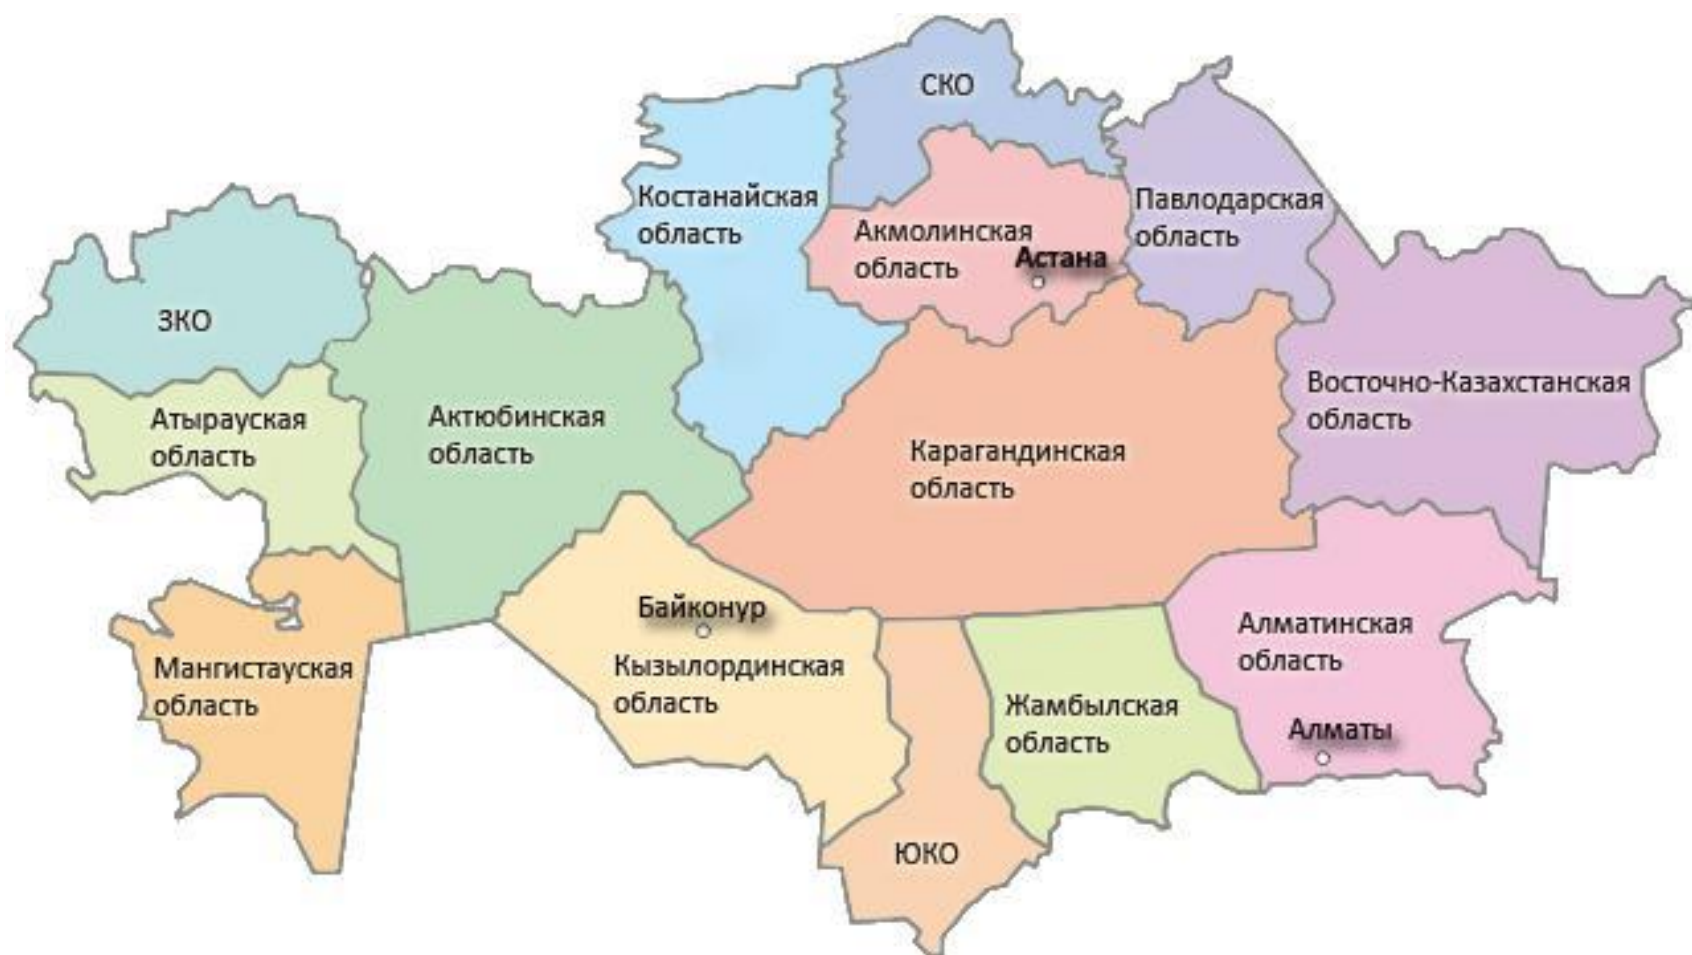 СКО
Костанайская
область
Павлодарская
область
Акмолинская
область
Астана
ЗКО
Восточно-Казахстанская
область
Атырауская
область
Актюбинская
область
Карагандинская
область
Байконур
Кызылординская
область
Алматинская
область
Мангистауская
область
Жамбылская
область
Алматы
ЮКО